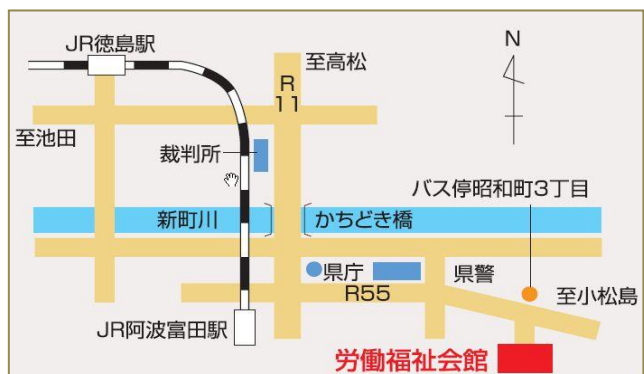 JR徳島駅
N
至高松
R
11
至池田
裁判所
バス停昭和町3丁目
新町川
かちどき橋
県庁
県警
R55
至小松島
JR阿波富田駅
労働福祉会館